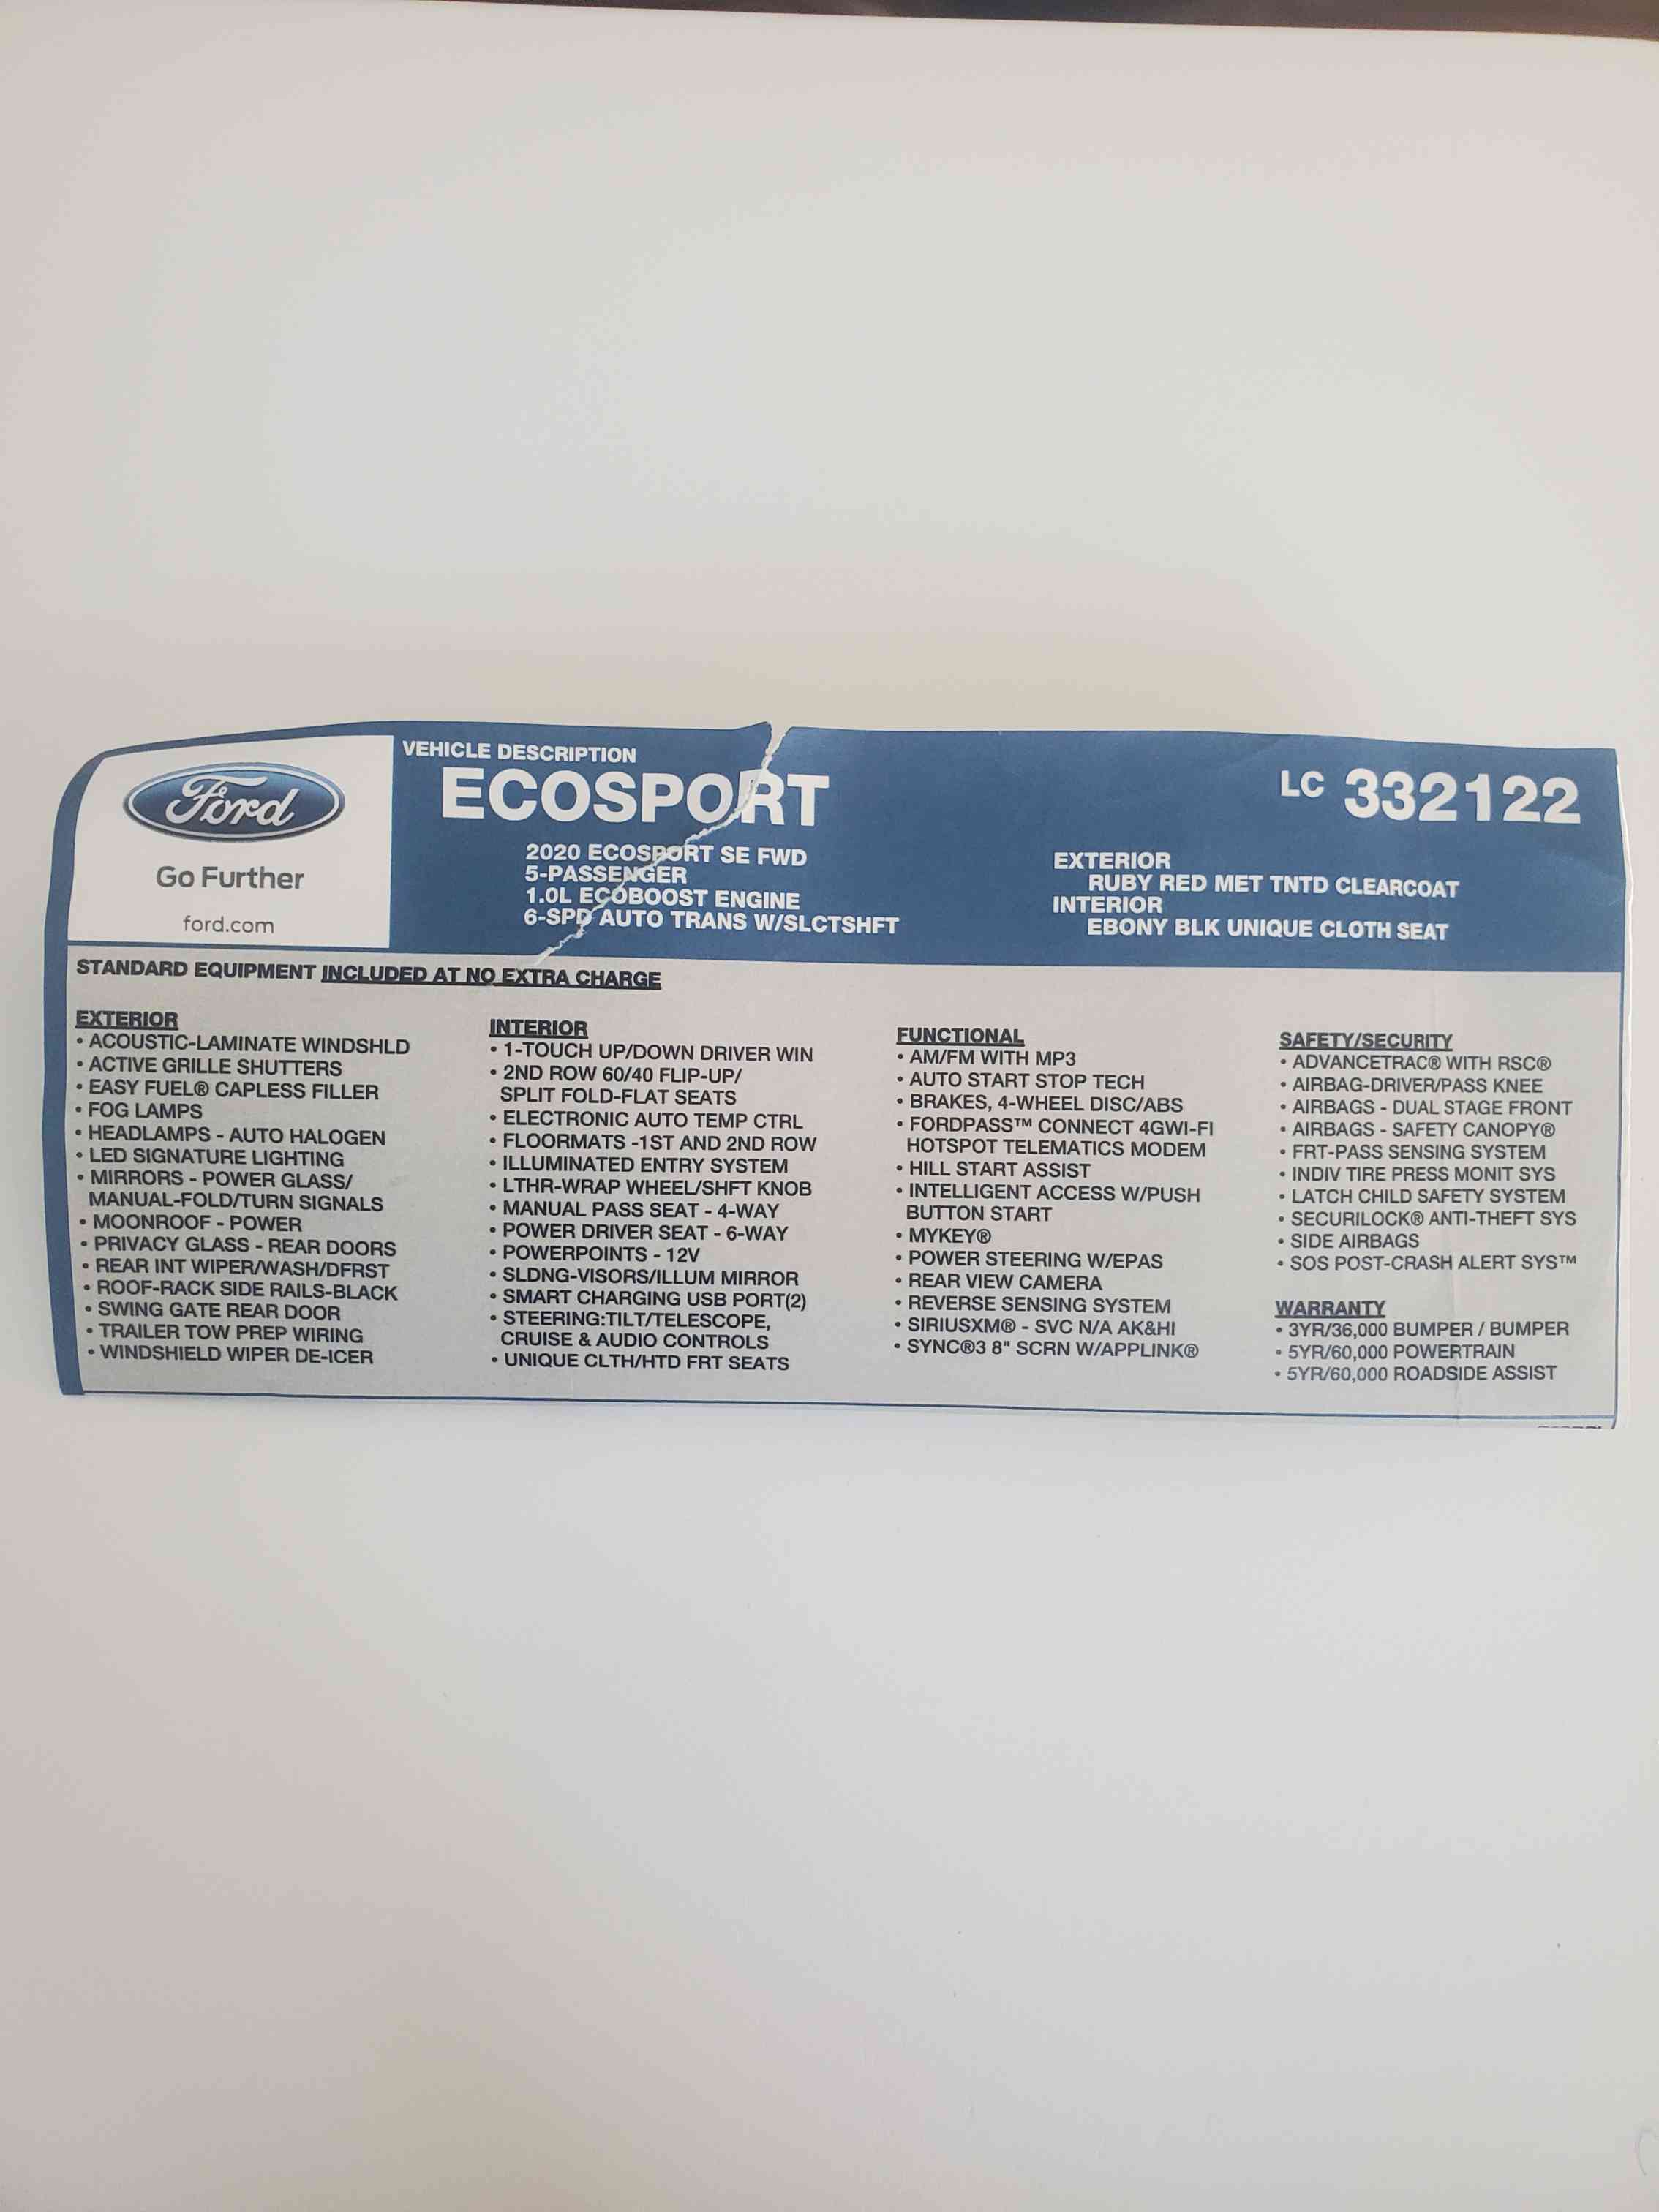 Ford
Go Further
ford.com
VEHICLE DESCRIPTION
ECOSPORT
2020 ECOSPORT SE FWD
5-PASSENGER
1.0L ECOBOOST ENGINE
6-SPD AUTO TRANS W/SLCTSHFT
LC 332122
EXTERIOR
RUBY RED MET TNTD CLEARCOAT
INTERIOR
EBONY BLK UNIQUE CLOTH SEAT
STANDARD EQUIPMENT INCLUDED AT NO EXTRA CHARGE
EXTERIOR
• ACOUSTIC-LAMINATE WINDSHLD
• ACTIVE GRILLE SHUTTERS
• EASY FUEL® CAPLESS FILLER
• FOG LAMPS
• HEADLAMPS - AUTO HALOGEN
• LED SIGNATURE LIGHTING
• MIRRORS - POWER GLASS/
MANUAL-FOLD/TURN SIGNALS
• MOONROOF - POWER
• PRIVACY GLASS - REAR DOORS
• REAR INT WIPER/WASH/DFRST
• ROOF-RACK SIDE RAILS-BLACK
• SWING GATE REAR DOOR
• TRAILER TOW PREP WIRING
• WINDSHIELD WIPER DE-ICER
INTERIOR
• 1-TOUCH UP/DOWN DRIVER WIN
• 2ND ROW 60/40 FLIP-UP/
SPLIT FOLD-FLAT SEATS
• ELECTRONIC AUTO TEMP CTRL
• FLOORMATS -1ST AND 2ND ROW
• ILLUMINATED ENTRY SYSTEM
• LTHR-WRAP WHEEL/SHFT KNOB
• MANUAL PASS SEAT - 4-WAY
• POWER DRIVER SEAT - 6-WAY
• POWERPOINTS - 12V
• SLDNG-VISORS/ILLUM MIRROR
• SMART CHARGING USB PORT(2)
• STEERING:TILT/TELESCOPE,
CRUISE & AUDIO CONTROLS
• UNIQUE CLTH/HTD FRT SEATS
FUNCTIONAL
• AM/FM WITH MP3
• AUTO START STOP TECH
• BRAKES, 4-WHEEL DISC/ABS
• FORDPASS™ CONNECT 4GWI-FI
HOTSPOT TELEMATICS MODEM
• HILL START ASSIST
• INTELLIGENT ACCESS W/PUSH
BUTTON START
• MYKEY®
• POWER STEERING W/EPAS
• REAR VIEW CAMERA
• REVERSE SENSING SYSTEM
• SIRIUSXM® - SVC N/A AK&HI
• SYNC®3 8" SCRN W/APPLINK®
SAFETY/SECURITY
• ADVANCETRAC® WITH RSC®
• AIRBAG-DRIVER/PASS KNEE
• AIRBAGS - DUAL STAGE FRONT
• AIRBAGS - SAFETY CANOPY®
• FRT-PASS SENSING SYSTEM
• INDIV TIRE PRESS MONIT SYS
• LATCH CHILD SAFETY SYSTEM
• SECURILOCK® ANTI-THEFT SYS
• SIDE AIRBAGS
• SOS POST-CRASH ALERT SYS™
WARRANTY
• 3YR/36,000 BUMPER / BUMPER
• 5YR/60,000 POWERTRAIN
• 5YR/60,000 ROADSIDE ASSIST